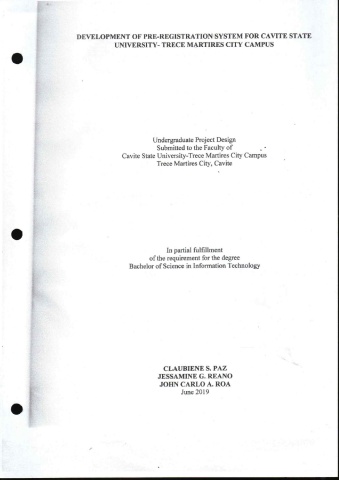 DEVELOPMENT OF PRE-REGISTRATION SYSTEM FOR CAVITE STATE
UNIVERSITY- TRECE MARTIRES CITY CAMPUS
Undergraduate Project Design
Submitted to the Faculty of
Cavite State University-Trece Martires City Campus
Trece Martires City, Cavite
In partial fulfillment
of the requirement for the degree
Bachelor of Science in Information Technology
CLAUBIENE S. PAZ
JESSAMINE G. REANO
JOHN CARLO A. ROA
June 2019